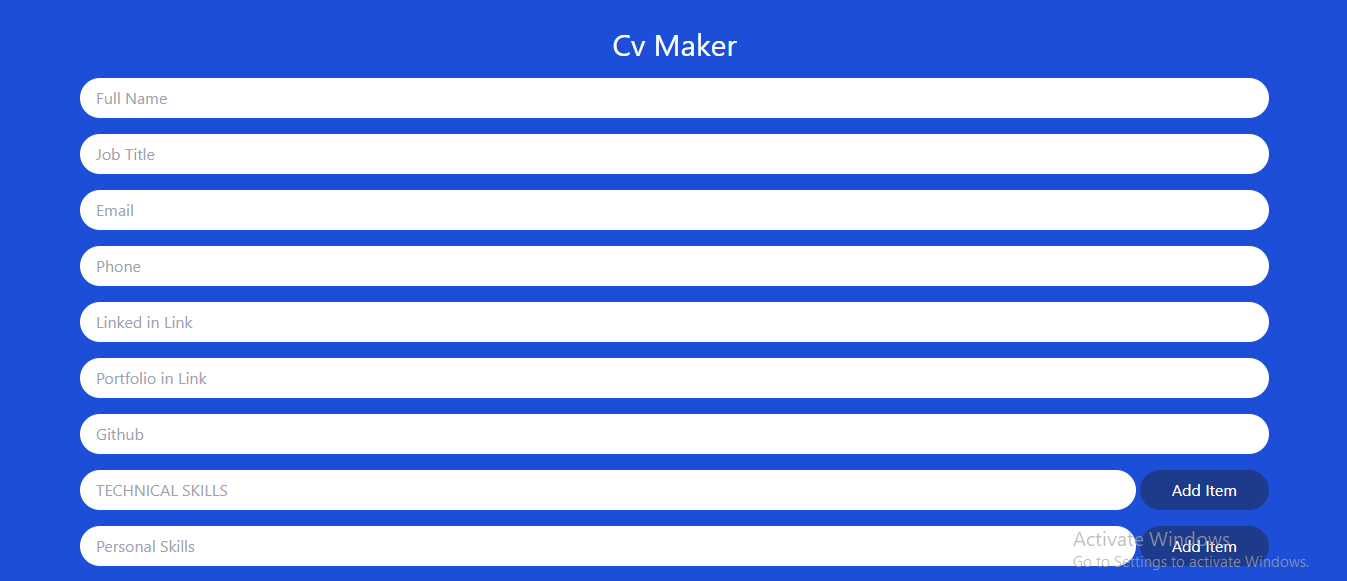 Cv Maker
Full Name
Job Title
Email
Phone
Linked in Link
Portfolio in Link
Github
TECHNICAL SKILLS Add Item
Personal Skills Add Item
Activate Windows
Go to Settings to activate Windows.